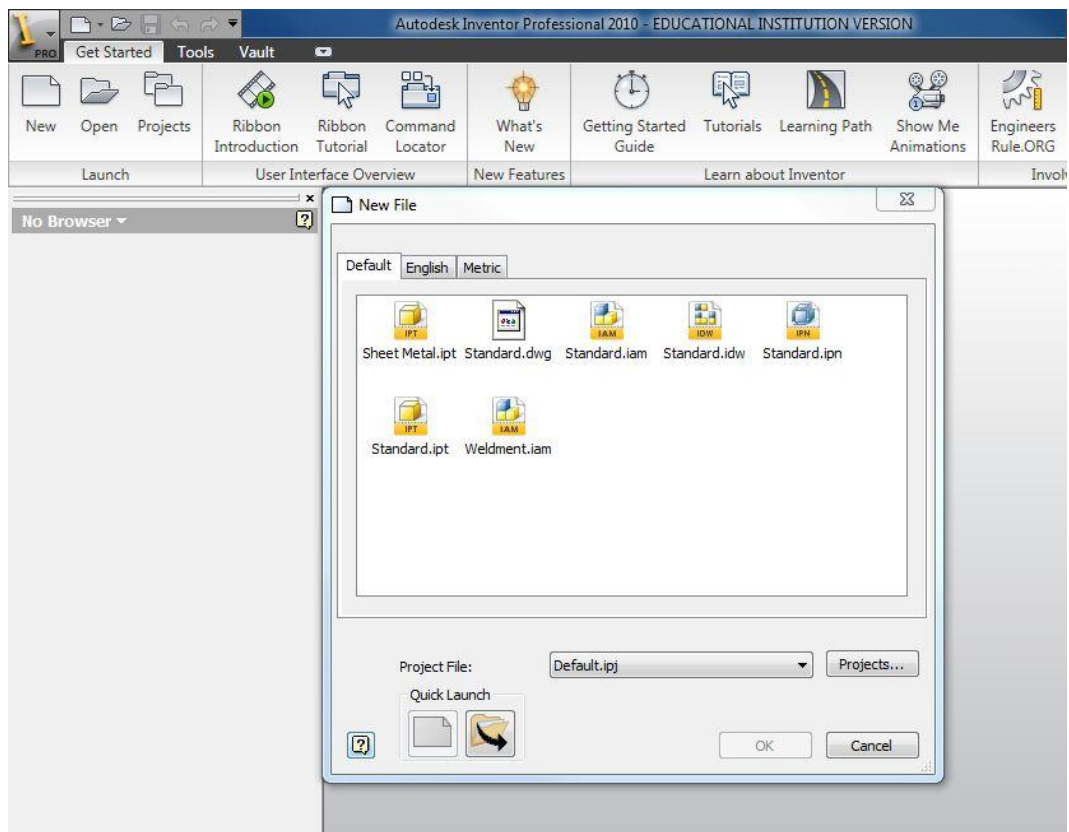 Autodesk Inventor Professional 2010 - EDUCATIONAL INSTITUTION VERSION
PRO
Get Started Tools Vault
New Open Projects Ribbon Introduction Ribbon Tutorial Command Locator What's New Getting Started Guide Tutorials Learning Path Show Me Animations Engineers Rule.ORG
Launch User Interface Overview New Features Learn about Inventor Invol
No Browser
New File
Default English Metric
IPT IAM IDW IPN
Sheet Metal.ipt Standard.dwg Standard.iam Standard.idw Standard.ipn
IPT IAM
Standard.ipt Weldment.iam
Project File: Default.ipj Projects...
Quick Launch
OK Cancel